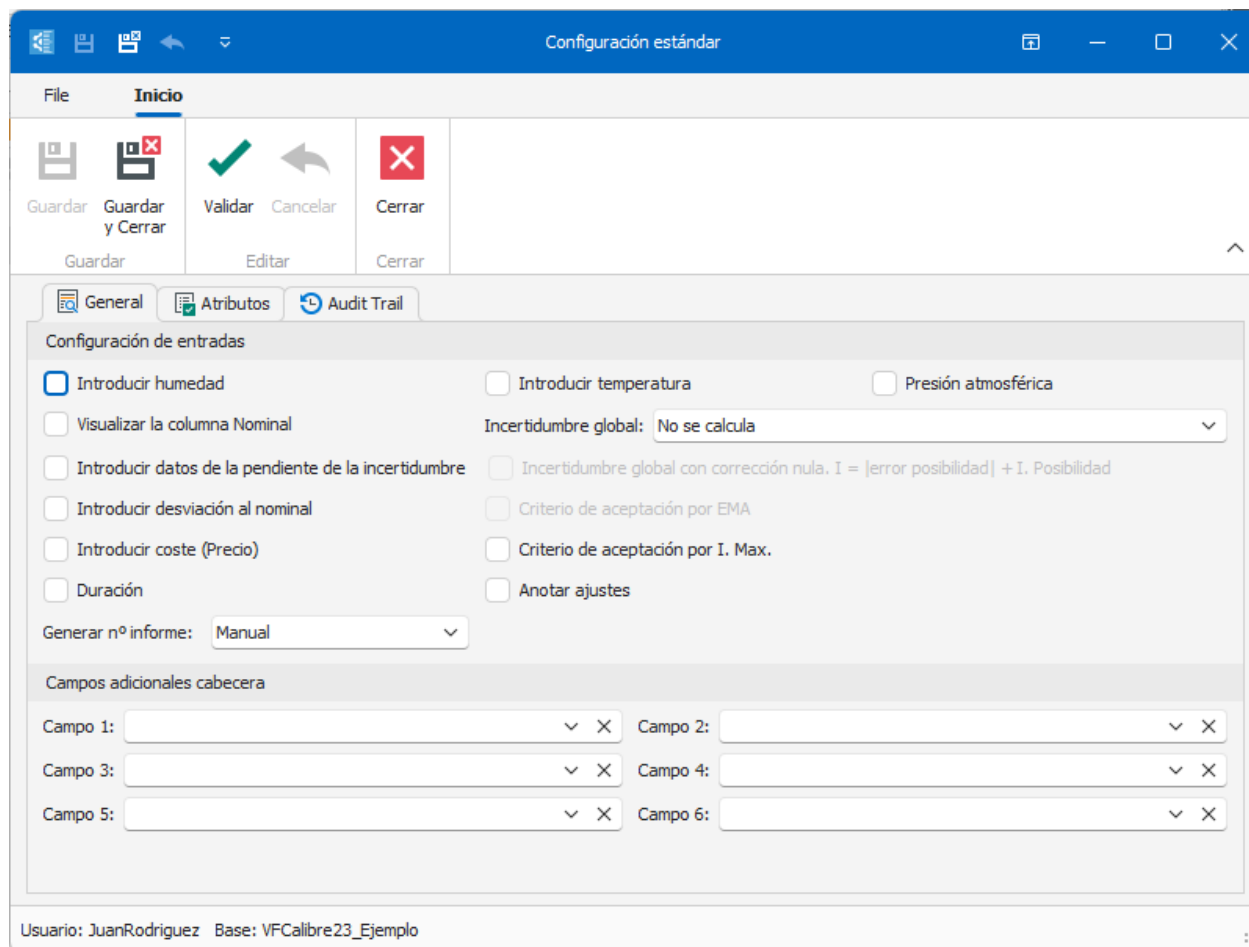 Configuración estándar
File Inicio
Guardar Guardar y Cerrar Validar Cancelar Cerrar
Guardar Editar Cerrar
General Atributos Audit Trail
Configuración de entradas
Introducir humedad Introducir temperatura Presión atmosférica
Visualizar la columna Nominal Incertidumbre global: No se calcula
Introducir datos de la pendiente de la incertidumbre Incertidumbre global con corrección nula. I = |error posibilidad| + I. Posibilidad
Introducir desviación al nominal Criterio de aceptación por EMA
Introducir coste (Precio) Criterio de aceptación por I. Max.
Duración Anotar ajustes
Generar nº informe: Manual
Campos adicionales cabecera
Campo 1: Campo 2:
Campo 3: Campo 4:
Campo 5: Campo 6:
Usuario: JuanRodriguez Base: VFCalibre23_Ejemplo